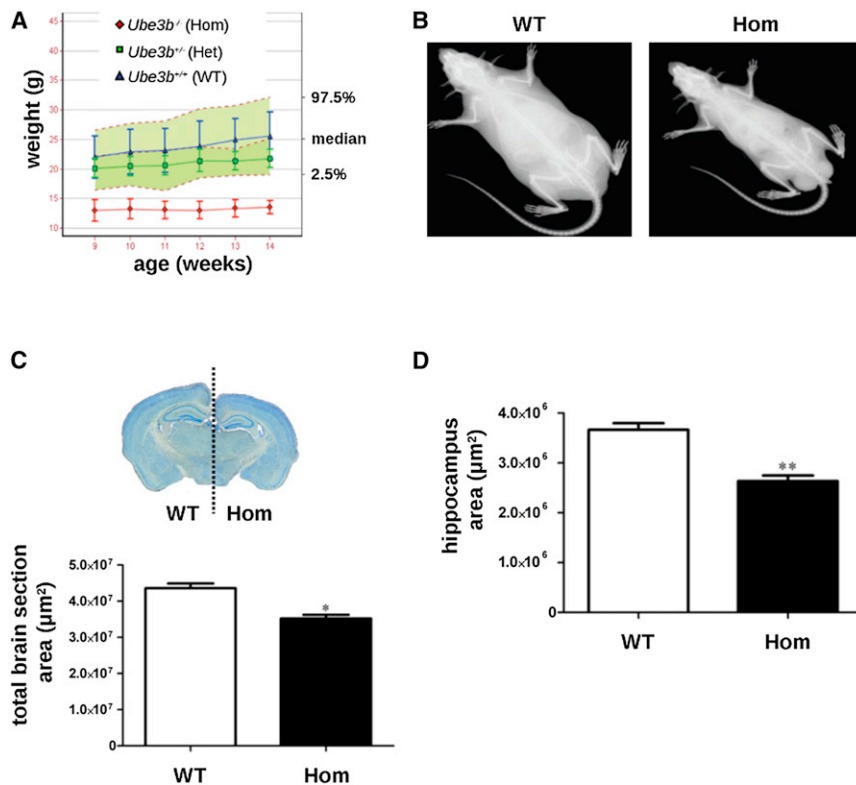 A
weight (g)
45
40
35
30
25
20
15
10
Ube3b-/- (Hom)
Ube3b+/- (Het)
Ube3b+/+ (WT)
97.5%
median
2.5%
9 10 11 12 13 14
age (weeks)
B
WT Hom
C
WT Hom
total brain section
area (µm²)
5.0×10⁷
4.0×10⁷
3.0×10⁷
2.0×10⁷
1.0×10⁷
0
*
WT Hom
D
hippocampus
area (µm²)
4.0×10⁶
3.0×10⁶
2.0×10⁶
1.0×10⁶
0
**
WT Hom